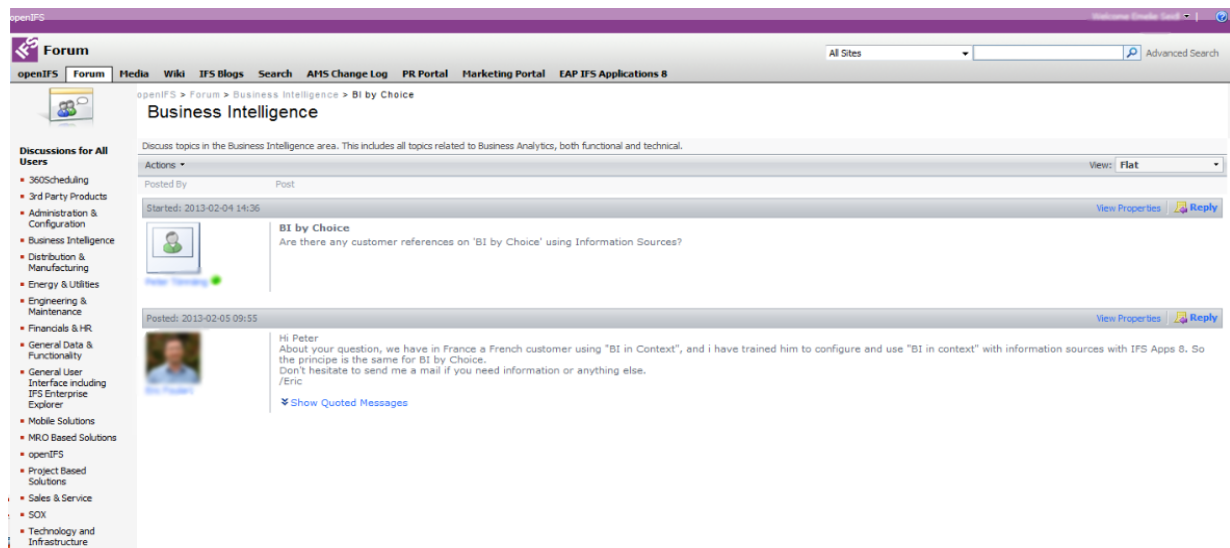 openIFS
IFS Forum
All Sites
Advanced Search
openIFS Forum Media Wiki IFS Blogs Search AMS Change Log PR Portal Marketing Portal EAP IFS Applications 8
openIFS > Forum > Business Intelligence > BI by Choice
Business Intelligence
Discussions for All
Users
360Scheduling
3rd Party Products
Administration &
Configuration
Business Intelligence
Distribution &
Manufacturing
Energy & Utilities
Engineering &
Maintenance
Financials & HR
General Data &
Functionality
General User
Interface including
IFS Enterprise
Explorer
Mobile Solutions
MRO Based Solutions
openIFS
Project Based
Solutions
Sales & Service
SOX
Technology and
Infrastructure
Discuss topics in the Business Intelligence area. This includes all topics related to Business Analytics, both functional and technical.
Actions View: Flat
Posted By Post
Started: 2013-02-04 14:36 View Properties Reply
BI by Choice
Are there any customer references on 'BI by Choice' using Information Sources?
Posted: 2013-02-05 09:55 View Properties Reply
Hi Peter
About your question, we have in France a French customer using "BI in Context", and i have trained him to configure and use "BI in context" with information sources with IFS Apps 8. So
the principe is the same for BI by Choice.
Don't hesitate to send me a mail if you need information or anything else.
/Eric
Show Quoted Messages